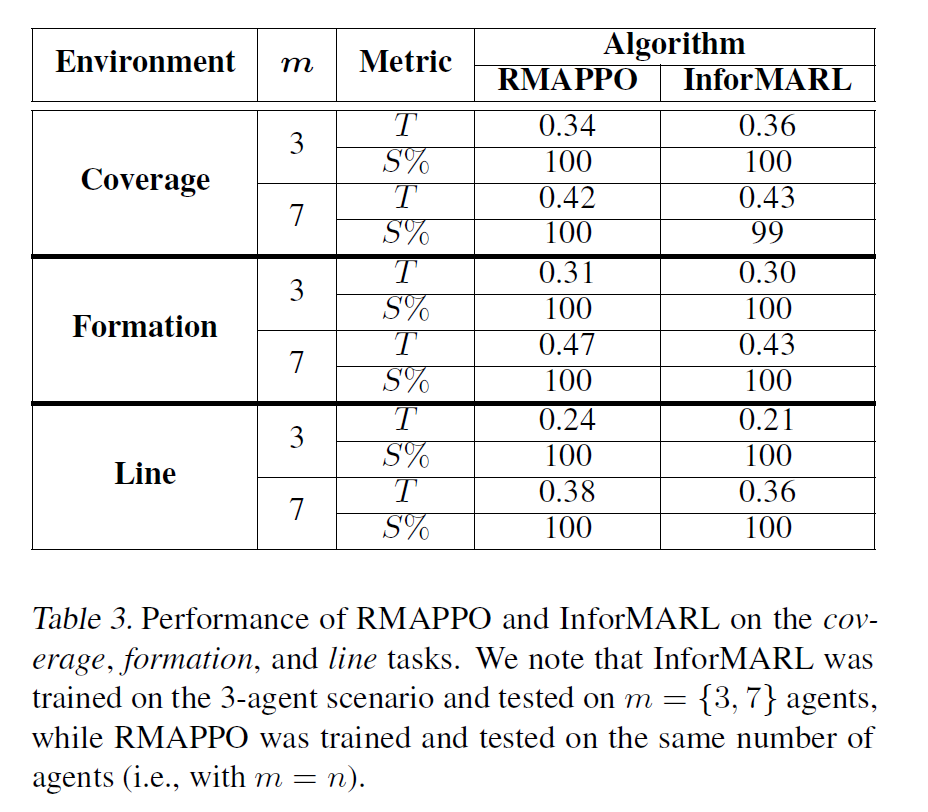 Environment m Metric Algorithm
RMAPPO InforMARL
Coverage 3 T 0.34 0.36
S% 100 100
7 T 0.42 0.43
S% 100 99
Formation 3 T 0.31 0.30
S% 100 100
7 T 0.47 0.43
S% 100 100
Line 3 T 0.24 0.21
S% 100 100
7 T 0.38 0.36
S% 100 100
Table 3. Performance of RMAPPO and InforMARL on the cov-
erage, formation, and line tasks. We note that InforMARL was
trained on the 3-agent scenario and tested on m = {3, 7} agents,
while RMAPPO was trained and tested on the same number of
agents (i.e., with m = n).